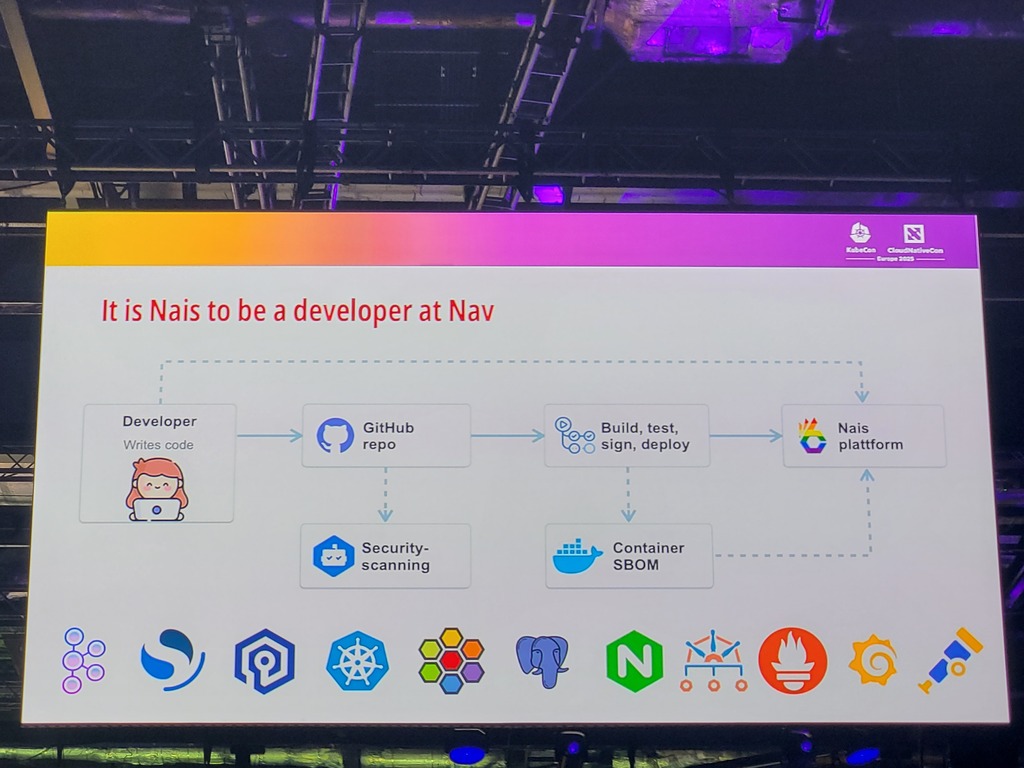 KubeCon
CloudNativeCon
Europe 2025
It is Nais to be a developer at Nav
Developer
Writes code
GitHub
repo
Build, test,
sign, deploy
Nais
plattform
Security-
scanning
Container
SBOM
N